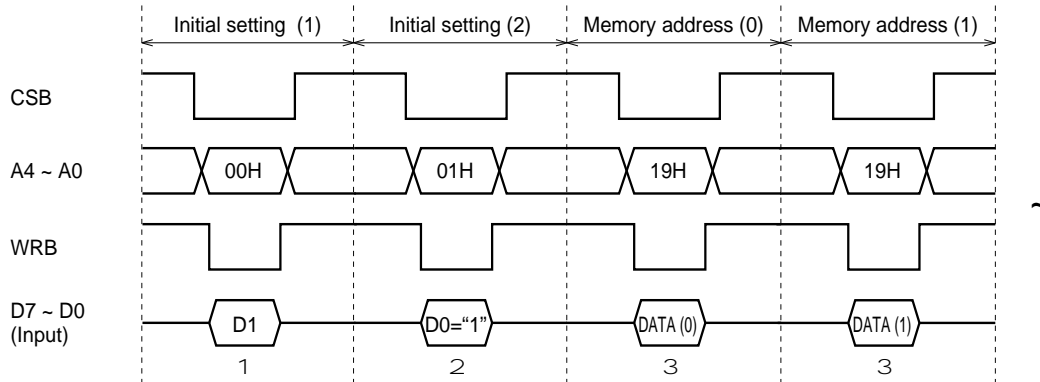 Initial setting (1) Initial setting (2) Memory address (0) Memory address (1)
CSB
A4 ~ A0 00H 01H 19H 19H
~
WRB
D7 ~ D0
(Input) D1 D0="1" DATA (0) DATA (1)
1 2 3 3